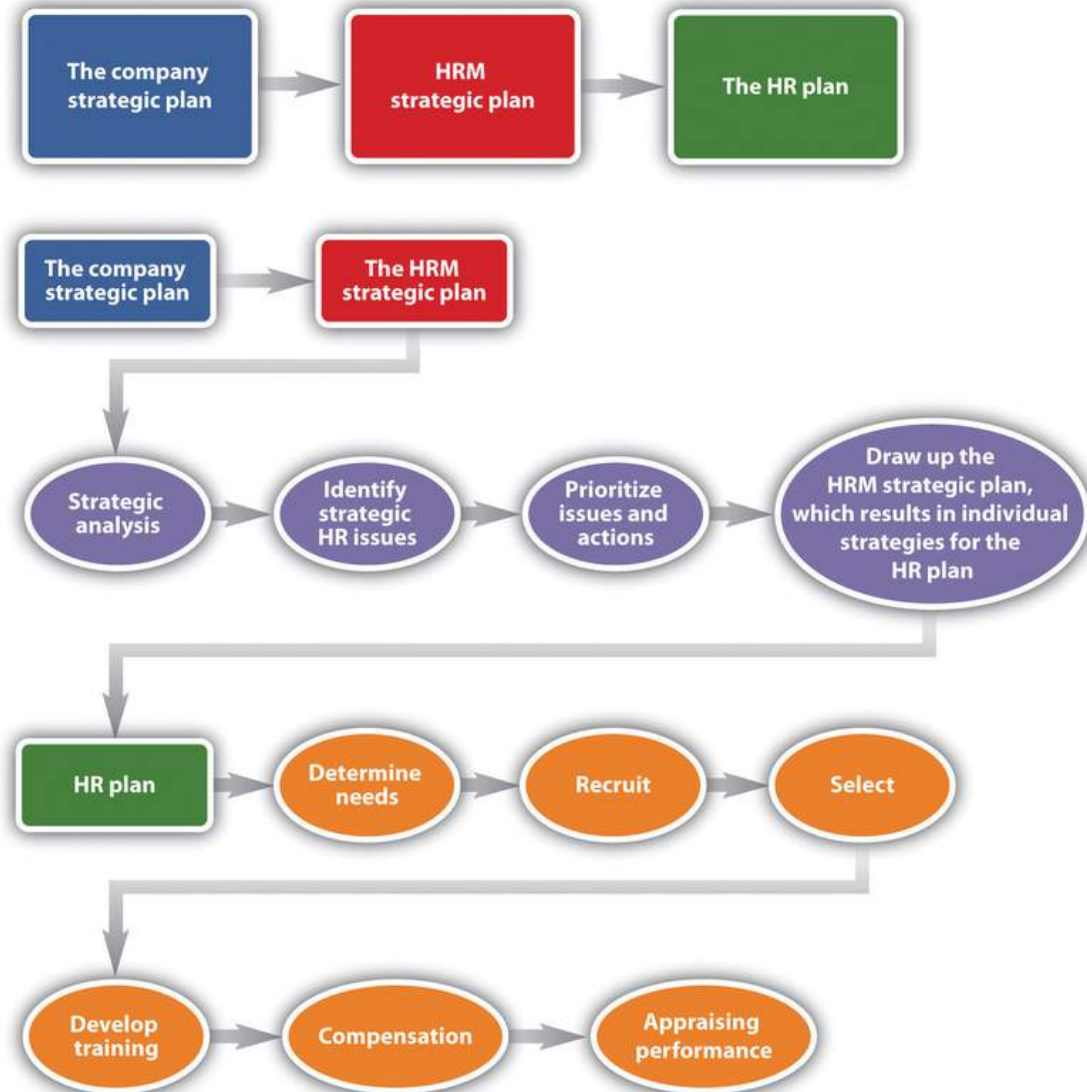 The company
strategic plan
HRM
strategic plan
The HR plan
The company
strategic plan
The HRM
strategic plan
Strategic
analysis
Identify
strategic
HR issues
Prioritize
issues and
actions
Draw up the
HRM strategic plan,
which results in individual
strategies for the
HR plan
HR plan
Determine
needs
Recruit
Select
Develop
training
Compensation
Appraising
performance